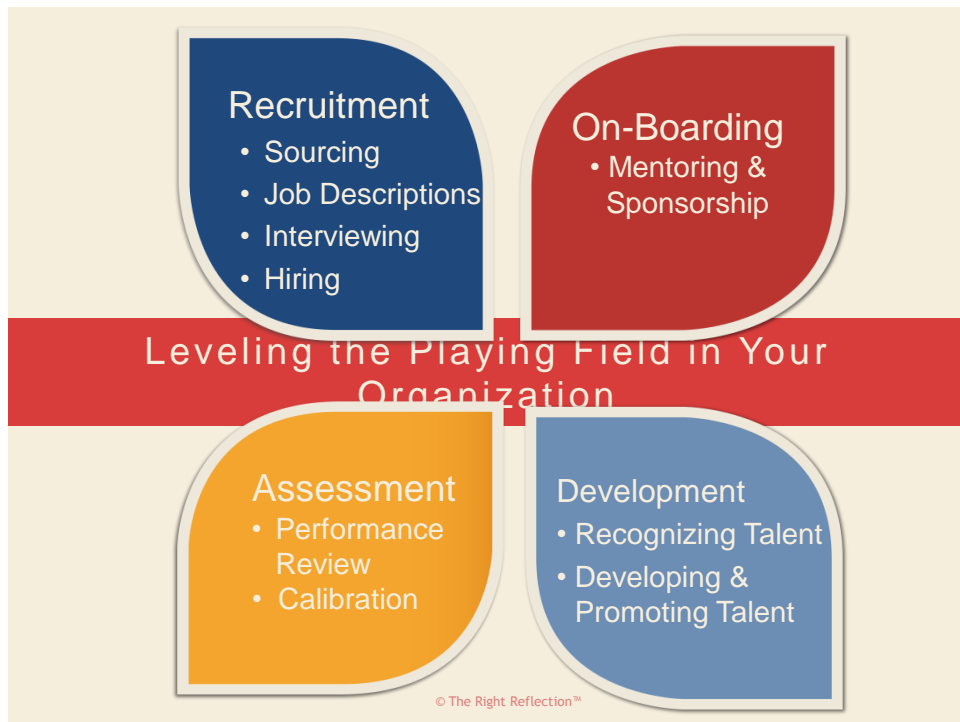 Recruitment
• Sourcing
• Job Descriptions
• Interviewing
• Hiring
On-Boarding
• Mentoring &
Sponsorship
Leveling the Playing Field in Your
Organization
Assessment
• Performance
Review
• Calibration
Development
• Recognizing Talent
• Developing &
Promoting Talent
© The Right Reflection™